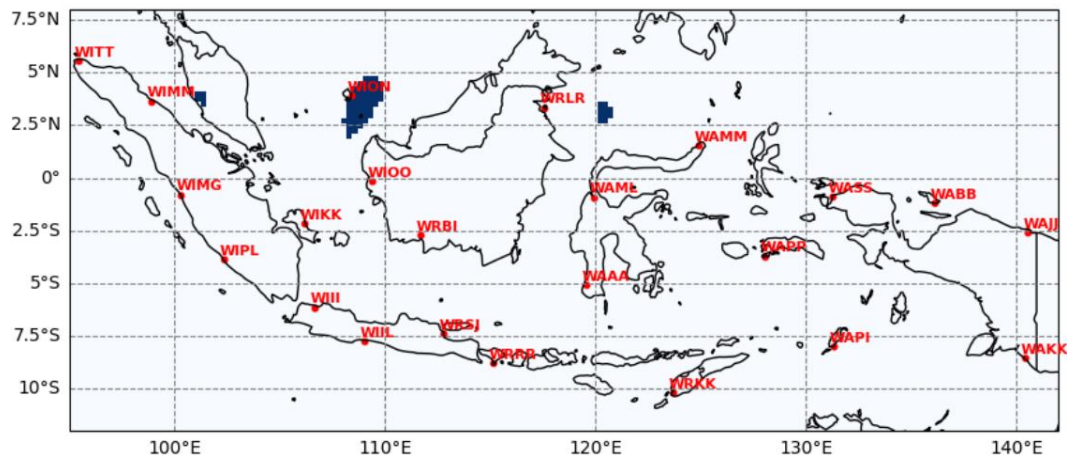 7.5°N
WITT
5°N
WIMM
WION
WRLR
2.5°N
WAMM
0°
WIMG
WIOO
WAML
WASS
WABB
2.5°S
WIKK
WRBI
WAJJ
WIPL
WAPP
5°S
WAAA
WIII
7.5°S
WIIL
WRSJ
WAPI
WRRR
WAKK
10°S
WRKK
100°E
110°E
120°E
130°E
140°E